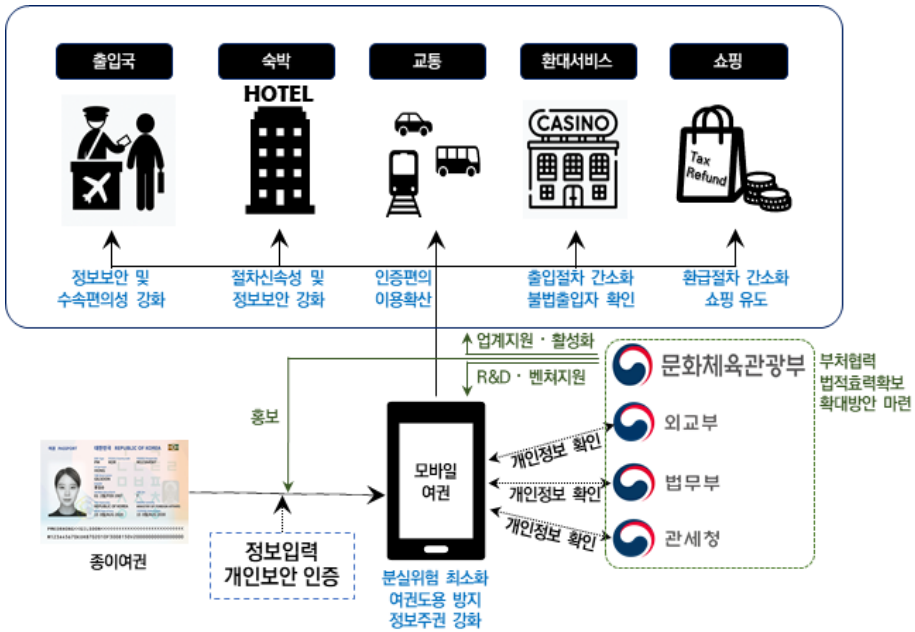 출입국
숙박
교통
환대서비스
쇼핑
HOTEL
CASINO
Tax
Refund
정보보안 및
수속편의성 강화
절차신속성 및
정보보안 강화
인증편의
이용확산
출입절차 간소화
불법출입자 확인
환급절차 간소화
쇼핑 유도
업계지원 · 활성화
R&D · 벤처지원
홍보
문화체육관광부
외교부
법무부
관세청
부처협력
법적효력확보
확대방안 마련
개인정보 확인
개인정보 확인
개인정보 확인
모바일
여권
REPUBLIC OF KOREA
종이여권
정보입력
개인보안 인증
분실위험 최소화
여권도용 방지
정보주권 강화